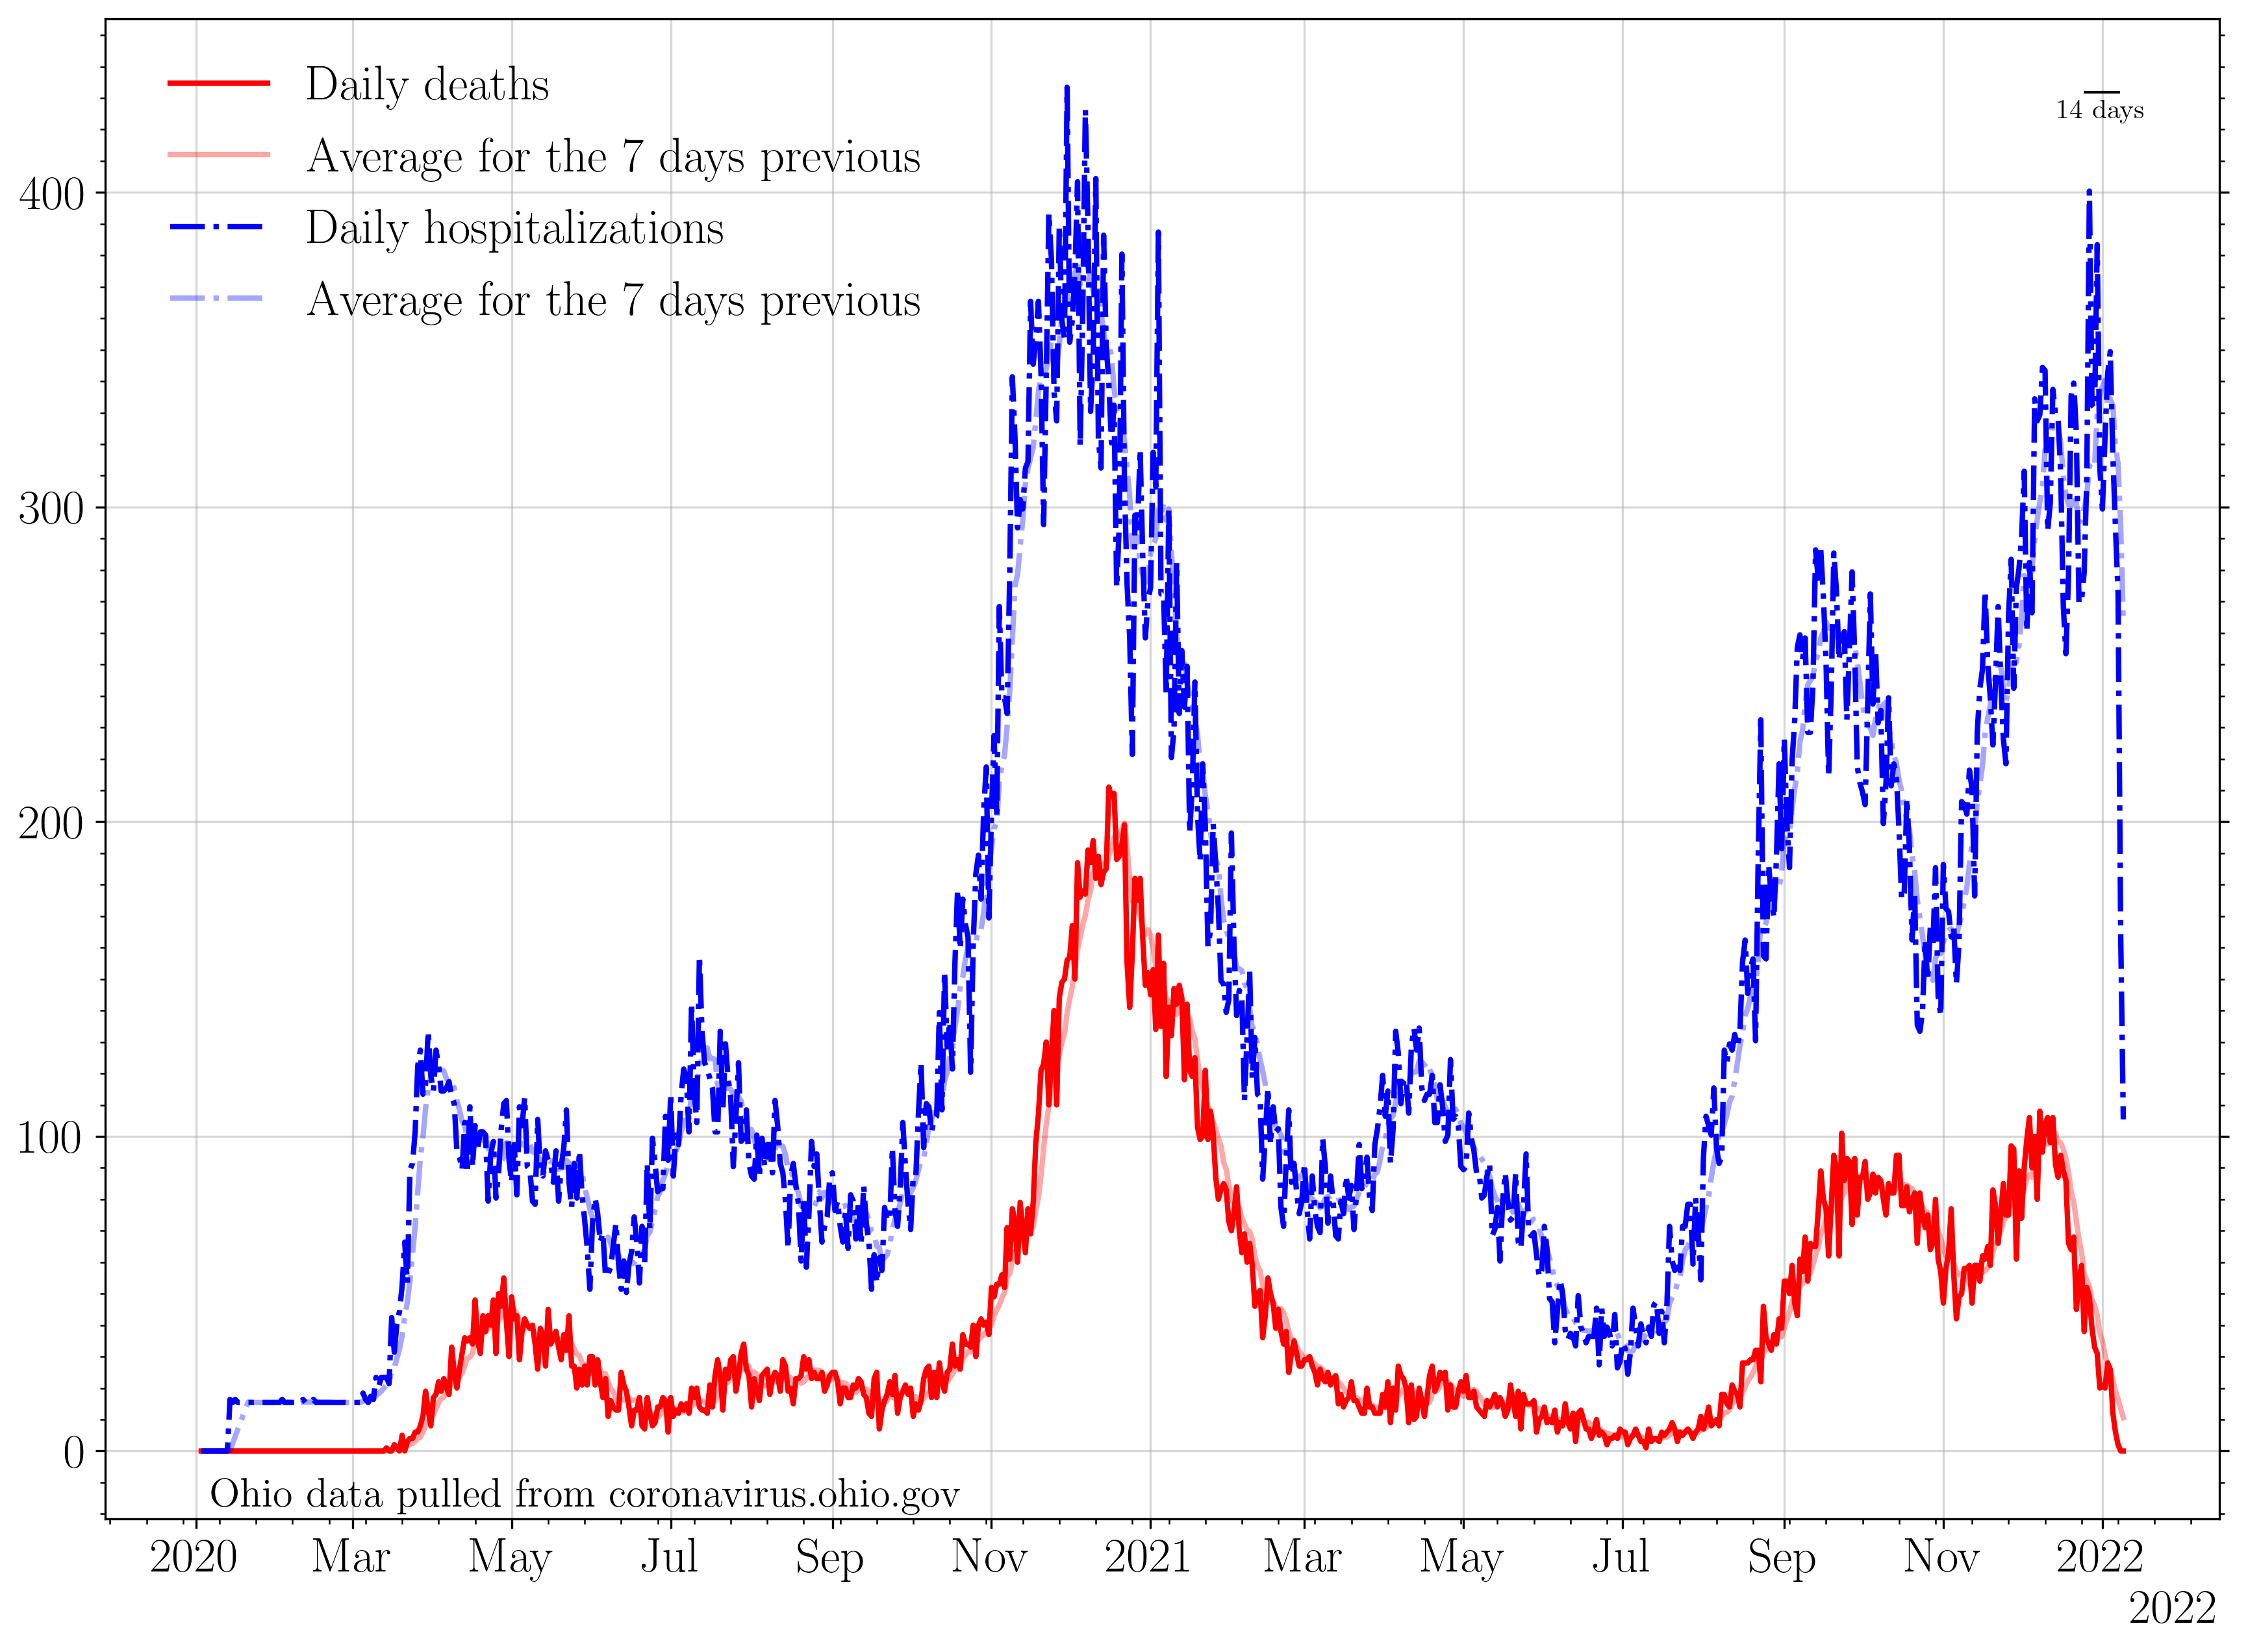 Daily deaths
Average for the 7 days previous
Daily hospitalizations
Average for the 7 days previous
14 days
400
300
200
100
0
Ohio data pulled from coronavirus.ohio.gov
2020 Mar May Jul Sep Nov 2021 Mar May Jul Sep Nov 2022
2022